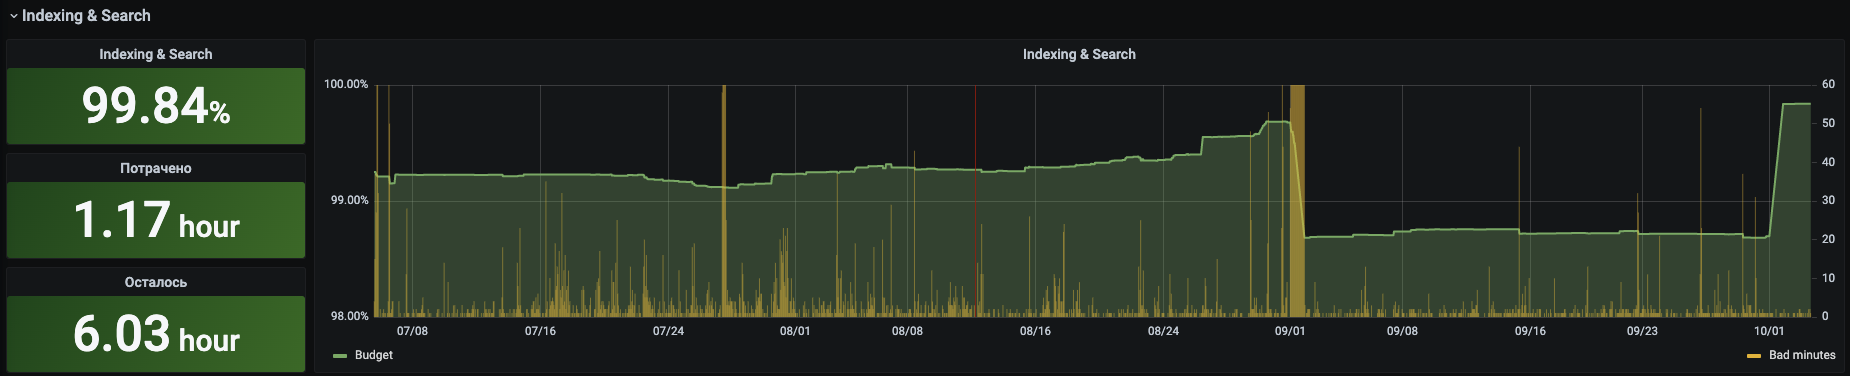 Indexing & Search
Indexing & Search
99.84%
Потрачено
1.17 hour
Осталось
6.03 hour
Indexing & Search
100.00%
99.00%
98.00%
60
50
40
30
20
10
0
07/08 07/16 07/24 08/01 08/08 08/16 08/24 09/01 09/08 09/16 09/23 10/01
Budget
Bad minutes